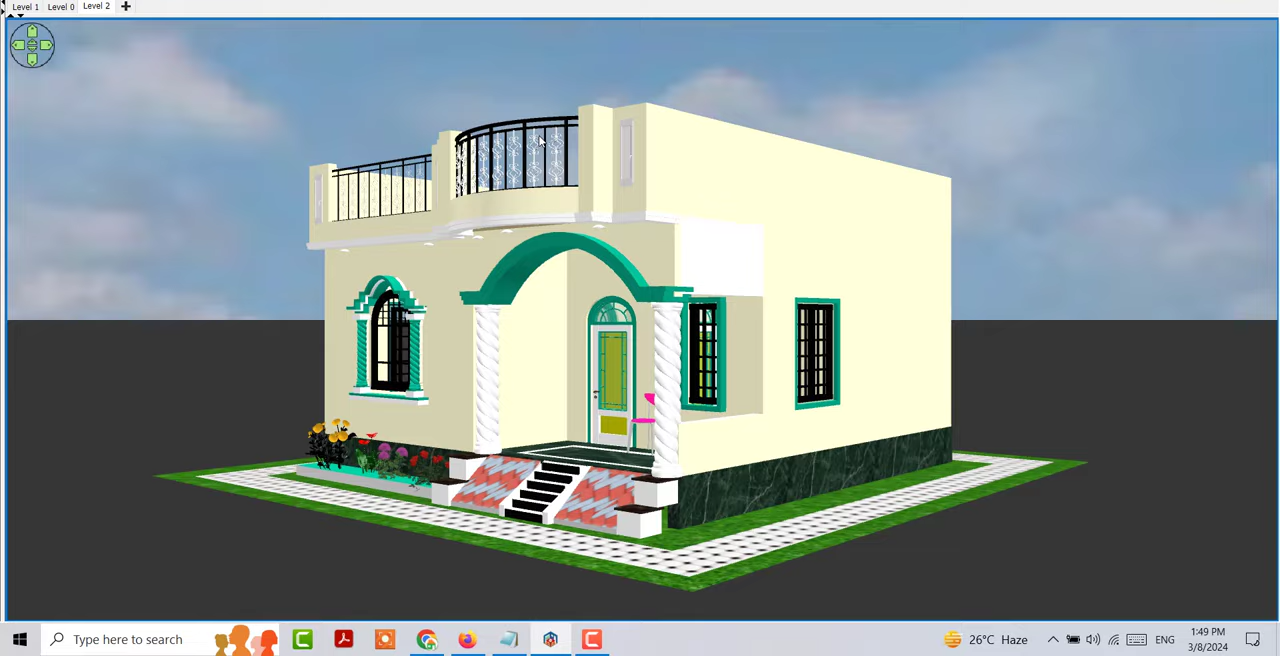 Level 1 Level 0 Level 2
Type here to search
26°C Haze
ENG
1:49 PM
3/8/2024